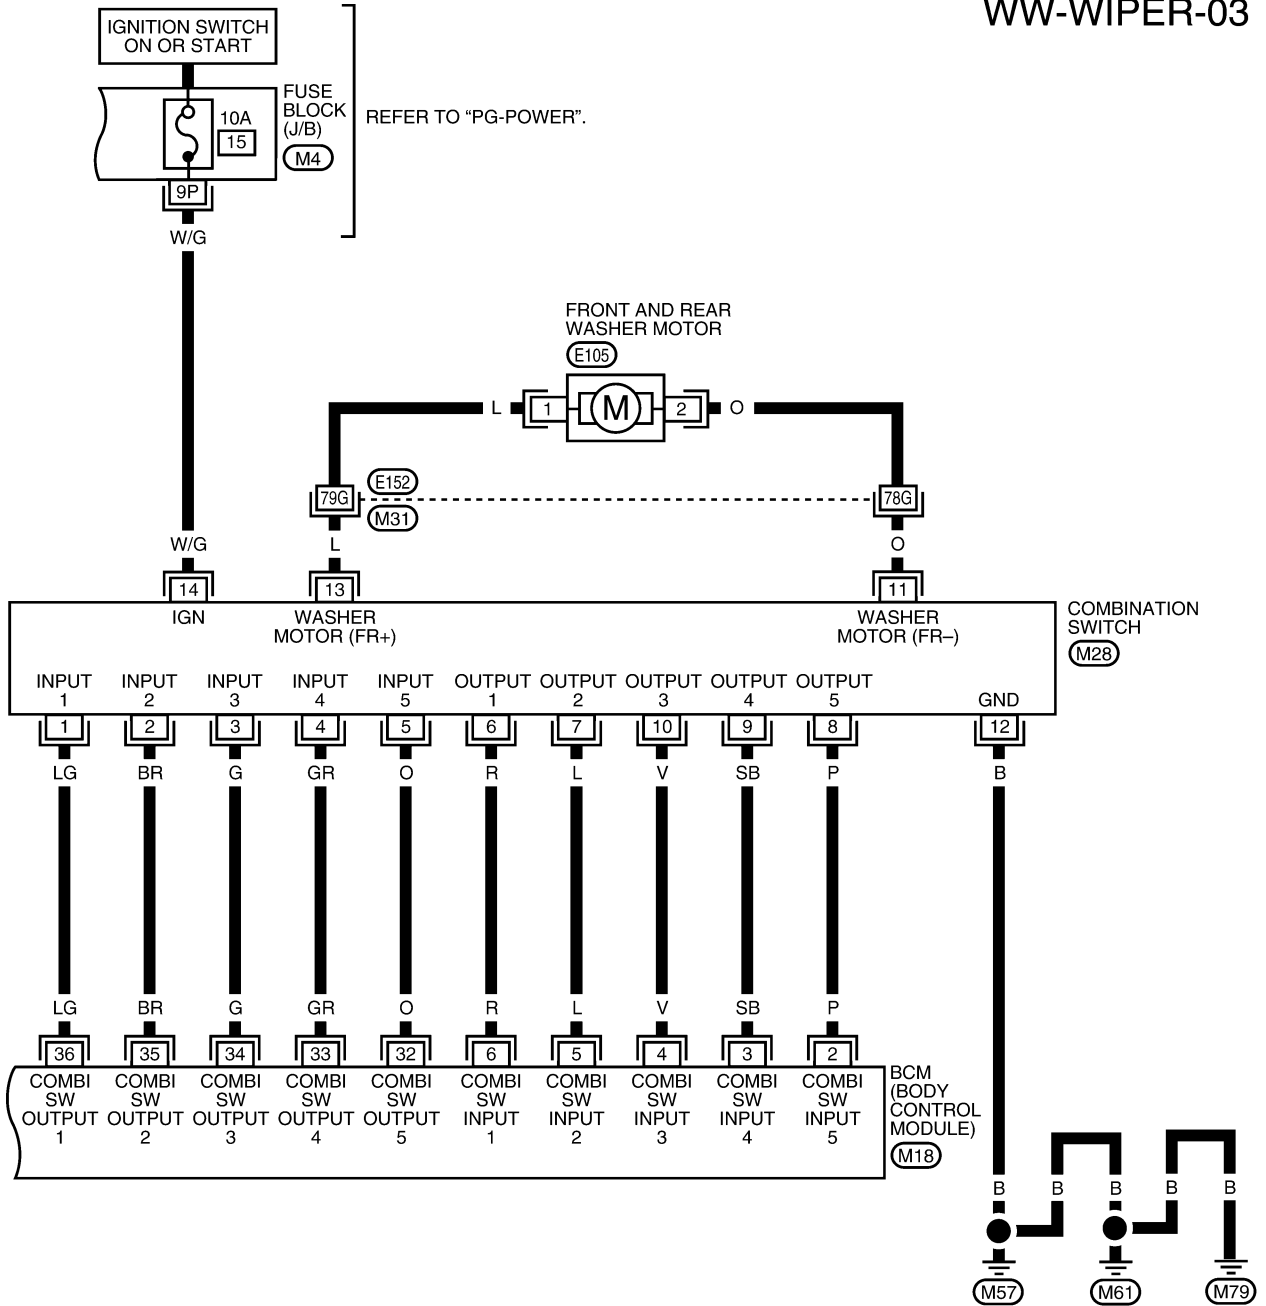 WW-WIPER-03
IGNITION SWITCH
ON OR START
FUSE
BLOCK
(J/B)
M4
10A
15
REFER TO “PG-POWER”.
9P
W/G
FRONT AND REAR
WASHER MOTOR
E105
L
1
M
2
O
79G
E152
M31
78G
W/G
L
O
14
13
11
IGN
WASHER
MOTOR (FR+)
WASHER
MOTOR (FR–)
COMBINATION
SWITCH
M28
INPUT INPUT INPUT INPUT INPUT OUTPUT OUTPUT OUTPUT OUTPUT OUTPUT
1 2 3 4 5 1 2 3 4 5 GND
1 2 3 4 5 6 7 10 9 8 12
LG BR G GR O R L V SB P B
LG BR G GR O R L V SB P
36 35 34 33 32 6 5 4 3 2
COMBI COMBI COMBI COMBI COMBI COMBI COMBI COMBI COMBI COMBI
SW SW SW SW SW SW SW SW SW SW
OUTPUT OUTPUT OUTPUT OUTPUT OUTPUT INPUT INPUT INPUT INPUT INPUT
1 2 3 4 5 1 2 3 4 5
BCM
(BODY
CONTROL
MODULE)
M18
B B B B B
M57 M61 M79